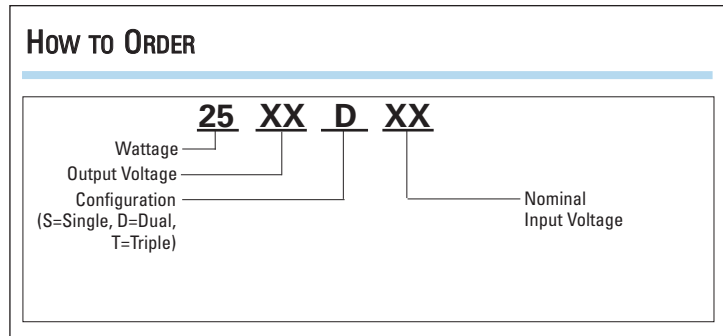 HOW TO ORDER
25 XX D XX
Wattage
Output Voltage
Configuration
(S=Single, D=Dual,
T=Triple)
Nominal
Input Voltage